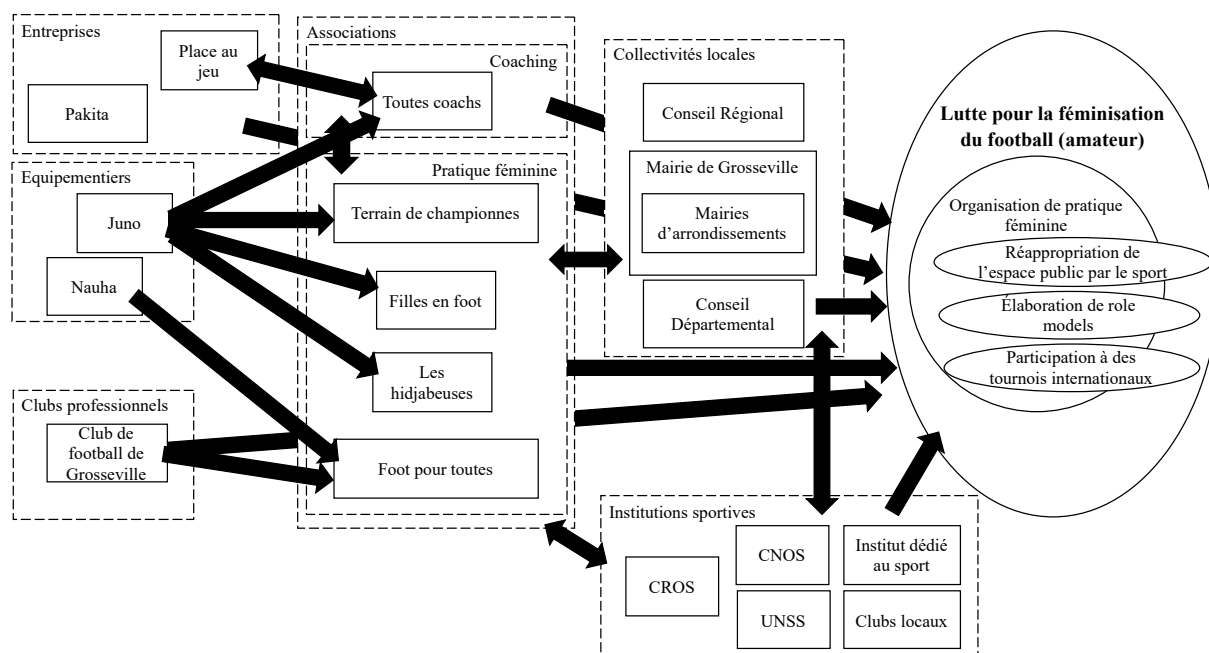 Entreprises
Place au
jeu
Pakita
Equipementiers
Juno
Nauha
Clubs professionnels
Club de
football de
Grosseville
Associations
Coaching
Toutes coachs
Pratique féminine
Terrain de championnes
Filles en foot
Les
hidjabeuses
Foot pour toutes
Collectivités locales
Conseil Régional
Mairie de Grosseville
Mairies
d’arrondissements
Conseil
Départemental
Institutions sportives
CROS
CNOS
UNSS
Institut dédié
au sport
Clubs locaux
Lutte pour la féminisation
du football (amateur)
Organisation de pratique
féminine
Réappropriation de
l’espace public par le sport
Élaboration de role
models
Participation à des
tournois internationaux